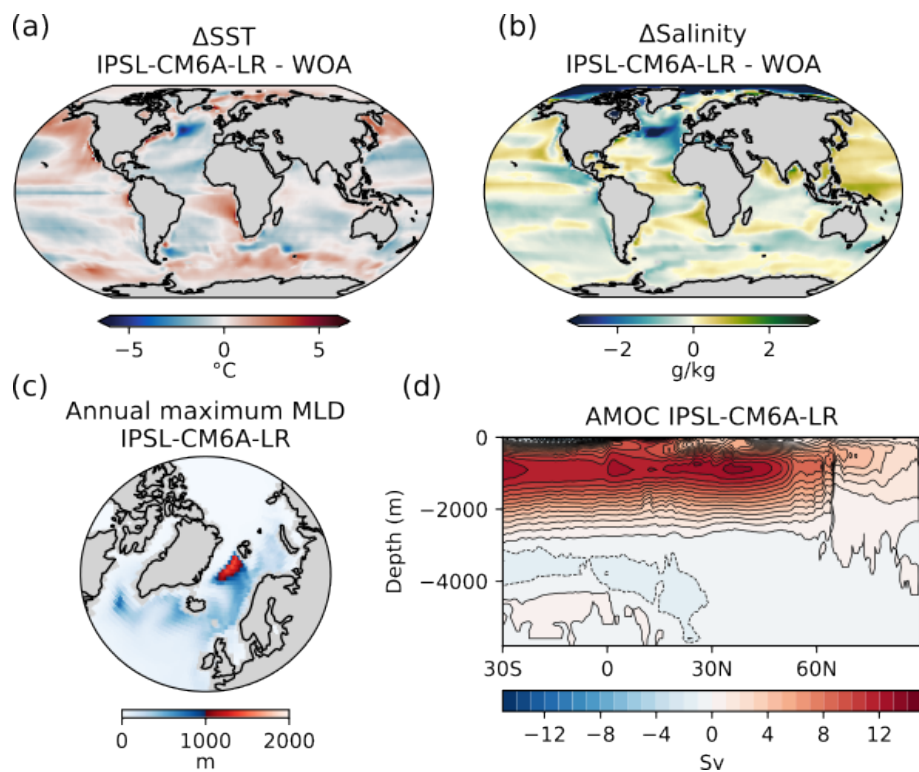 (a)
ΔSST
IPSL-CM6A-LR - WOA
−5 0 5
°C
(b)
ΔSalinity
IPSL-CM6A-LR - WOA
−2 0 2
g/kg
(c)
Annual maximum MLD
IPSL-CM6A-LR
0 1000 2000
m
(d)
AMOC IPSL-CM6A-LR
Depth (m)
0
−2000
−4000
30S 0 30N 60N
−12 −8 −4 0 4 8 12
Sv